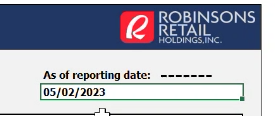 ROBINSONS
RETAIL
HOLDINGS, INC.
As of reporting date: -------
05/02/2023